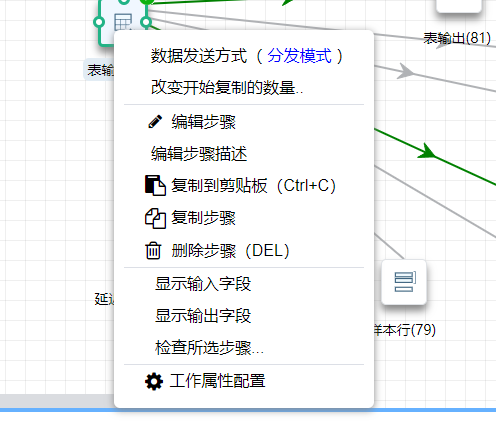 表输出(81)
数据发送方式（分发模式）
改变开始复制的数量..
表输
编辑步骤
编辑步骤描述
复制到剪贴板（Ctrl+C）
复制步骤
删除步骤（DEL）
显示输入字段
延迟
显示输出字段
样本行(79)
检查所选步骤...
工作属性配置